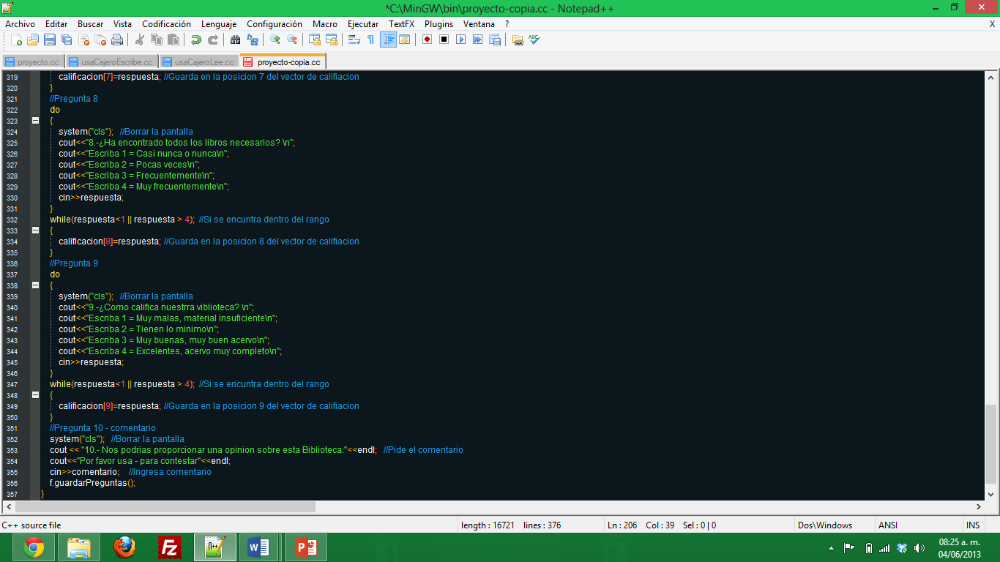 *C:\MinGW\bin\proyecto-copia.cc - Notepad++
Archivo Editar Buscar Vista Codificación Lenguaje Configuración Macro Ejecutar TextFX Plugins Ventana ? X
proyecto.cc usaCajeroEscribe.cc usaCajeroLee.cc proyecto-copia.cc
319 calificacion[7]=respuesta; //Guarda en la posicion 7 del vector de califiacion
320 }
321 //Pregunta 8
322 do
323 {
324 system("cls"); //Borrar la pantalla
325 cout<<"8.-¿Ha encontrado todos los libros necesarios? \n";
326 cout<<"Escriba 1 = Casi nunca o nunca\n";
327 cout<<"Escriba 2 = Pocas veces\n";
328 cout<<"Escriba 3 = Frecuentemente\n";
329 cout<<"Escriba 4 = Muy frecuentemente\n";
330 cin>>respuesta;
331 }
332 while(respuesta<1 || respuesta > 4); //Si se encuntra dentro del rango
333 {
334 calificacion[8]=respuesta; //Guarda en la posicion 8 del vector de califiacion
335 }
336 //Pregunta 9
337 do
338 {
339 system("cls"); //Borrar la pantalla
340 cout<<"9.-¿Como califica nuestrra viblioteca? \n";
341 cout<<"Escriba 1 = Muy malas, material insuficiente\n";
342 cout<<"Escriba 2 = Tienen lo minimo\n";
343 cout<<"Escriba 3 = Muy buenas, muy buen acervo\n";
344 cout<<"Escriba 4 = Excelentes, acervo muy completo\n";
345 cin>>respuesta;
346 }
347 while(respuesta<1 || respuesta > 4); //Si se encuntra dentro del rango
348 {
349 calificacion[9]=respuesta; //Guarda en la posicion 9 del vector de califiacion
350 }
351 //Pregunta 10 - comentario
352 system("cls"); //Borrar la pantalla
353 cout << "10.- Nos podrias proporcionar una opinion sobre esta Biblioteca:"<<endl; //Pide el comentario
354 cout<<"Por favor usa - para contestar"<<endl;
355 cin>>comentario; //Ingresa comentario
356 f.guardarPreguntas();
357 }
C++ source file length : 16721 lines : 376 Ln : 206 Col : 39 Sel : 0 | 0 Dos\Windows ANSI INS
08:25 a. m.
04/06/2013